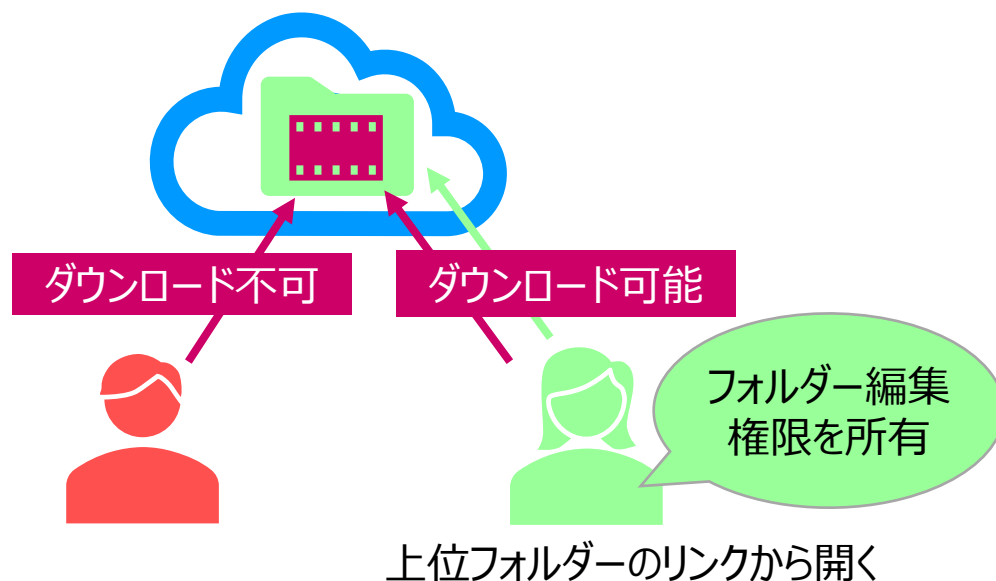 ダウンロード不可
ダウンロード可能
フォルダー編集
権限を所有
上位フォルダーのリンクから開く